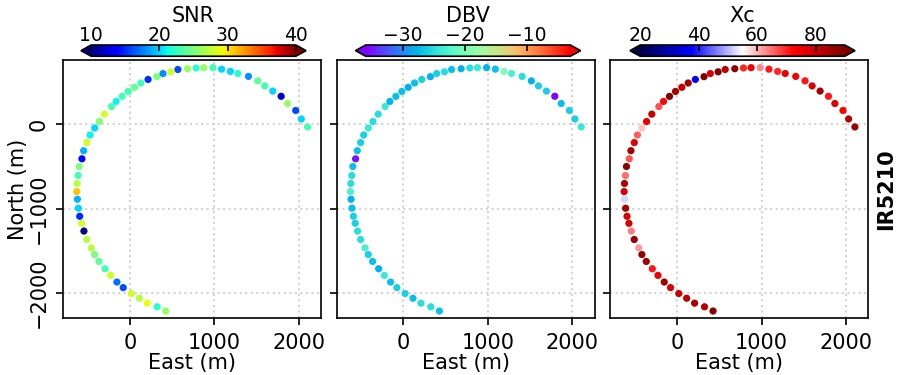 SNR DBV Xc
10 20 30 40 −30 −20 −10 20 40 60 80
North (m)
0
−1000
−2000
IR5210
0 1000 2000 0 1000 2000 0 1000 2000
East (m) East (m) East (m)